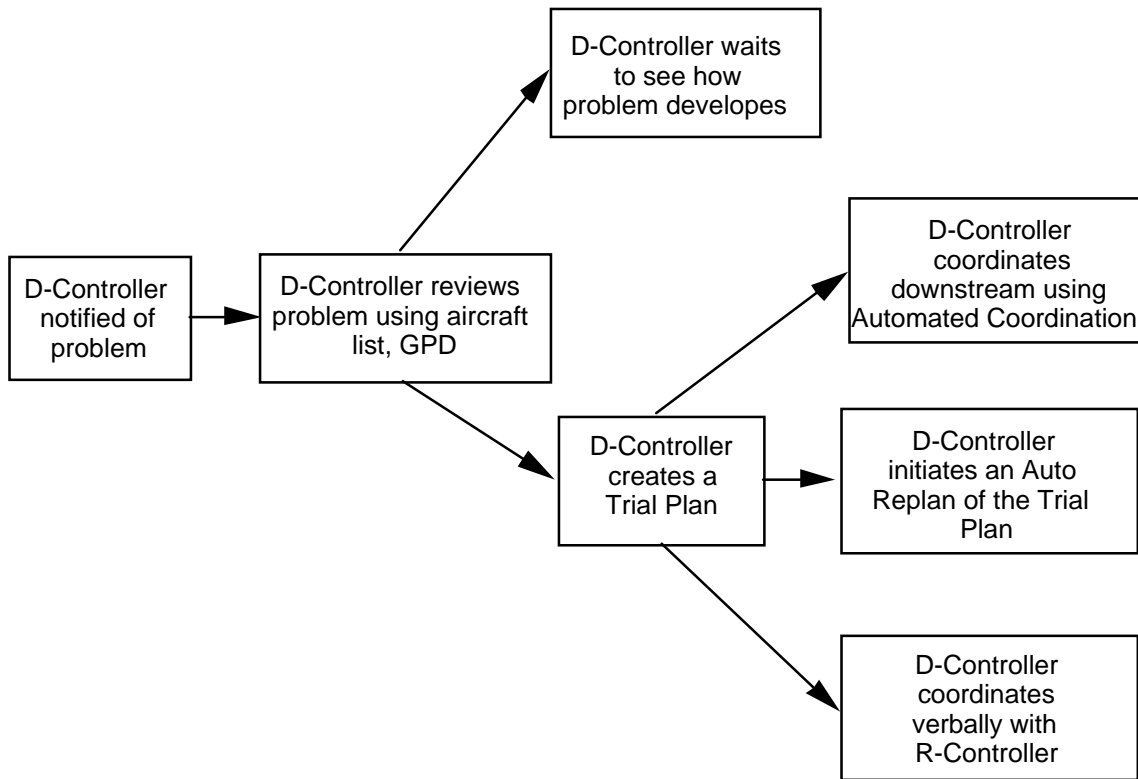 D-Controller waits
to see how
problem developes
D-Controller
notified of
problem
D-Controller reviews
problem using aircraft
list, GPD
D-Controller
creates a
Trial Plan
D-Controller
coordinates
downstream using
Automated Coordination
D-Controller
initiates an Auto
Replan of the Trial
Plan
D-Controller
coordinates
verbally with
R-Controller